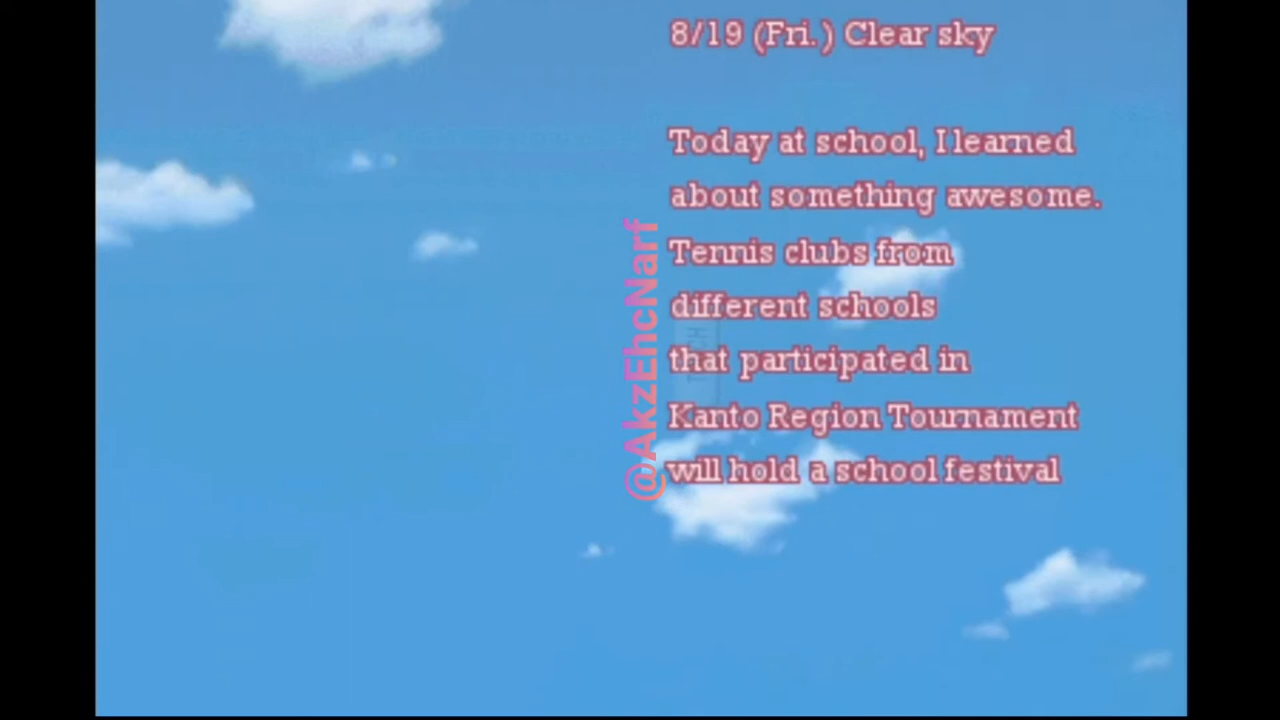 8/19 (Fri.) Clear sky
Today at school, I learned
about something awesome.
Tennis clubs from
different schools
that participated in
Kanto Region Tournament
will hold a school festival
@AkzEhcNarf